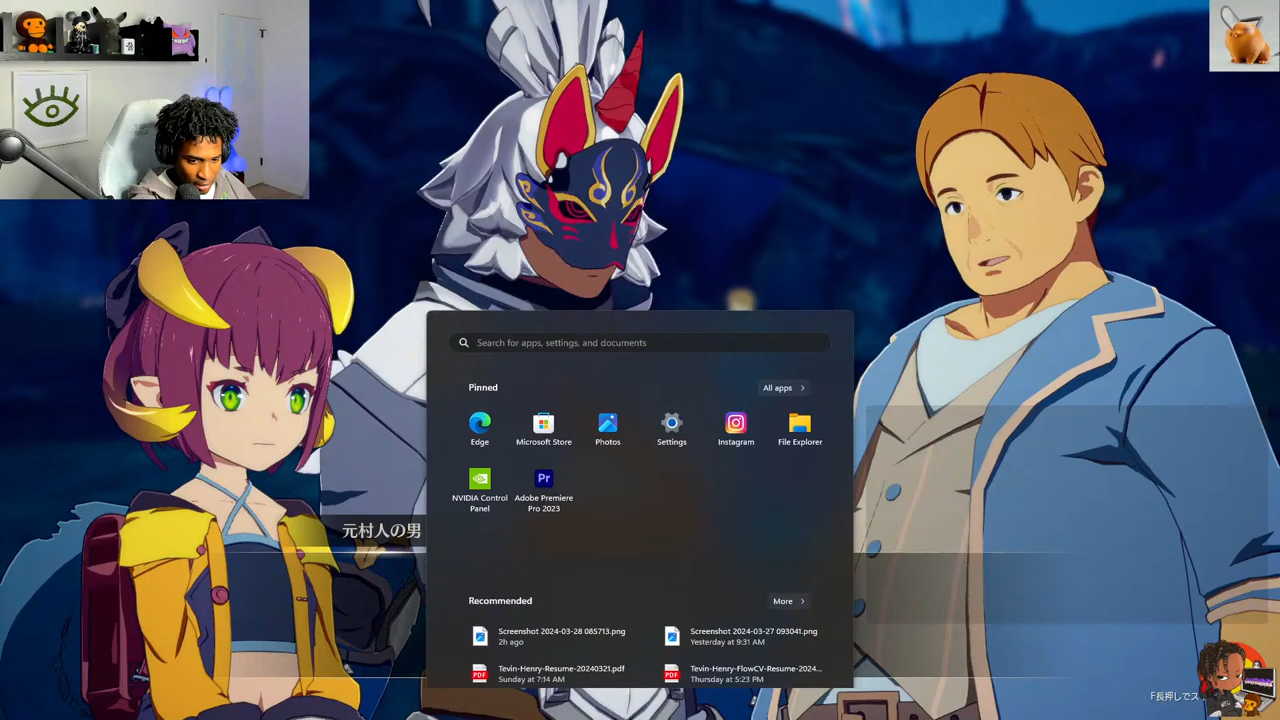 Search for apps, settings, and documents
Pinned
All apps
Edge
Microsoft Store
Photos
Settings
Instagram
File Explorer
NVIDIA Control Panel
Adobe Premiere Pro 2023
元村人の男
Recommended
More
Screenshot 2024-03-28 085713.png
2h ago
Screenshot 2024-03-27 093041.png
Yesterday at 9:31 AM
Tevin-Henry-Resume-20240321.pdf
Sunday at 7:14 AM
Tevin-Henry-FlowCV-Resume-2024...
Thursday at 5:23 PM
F長押しでス